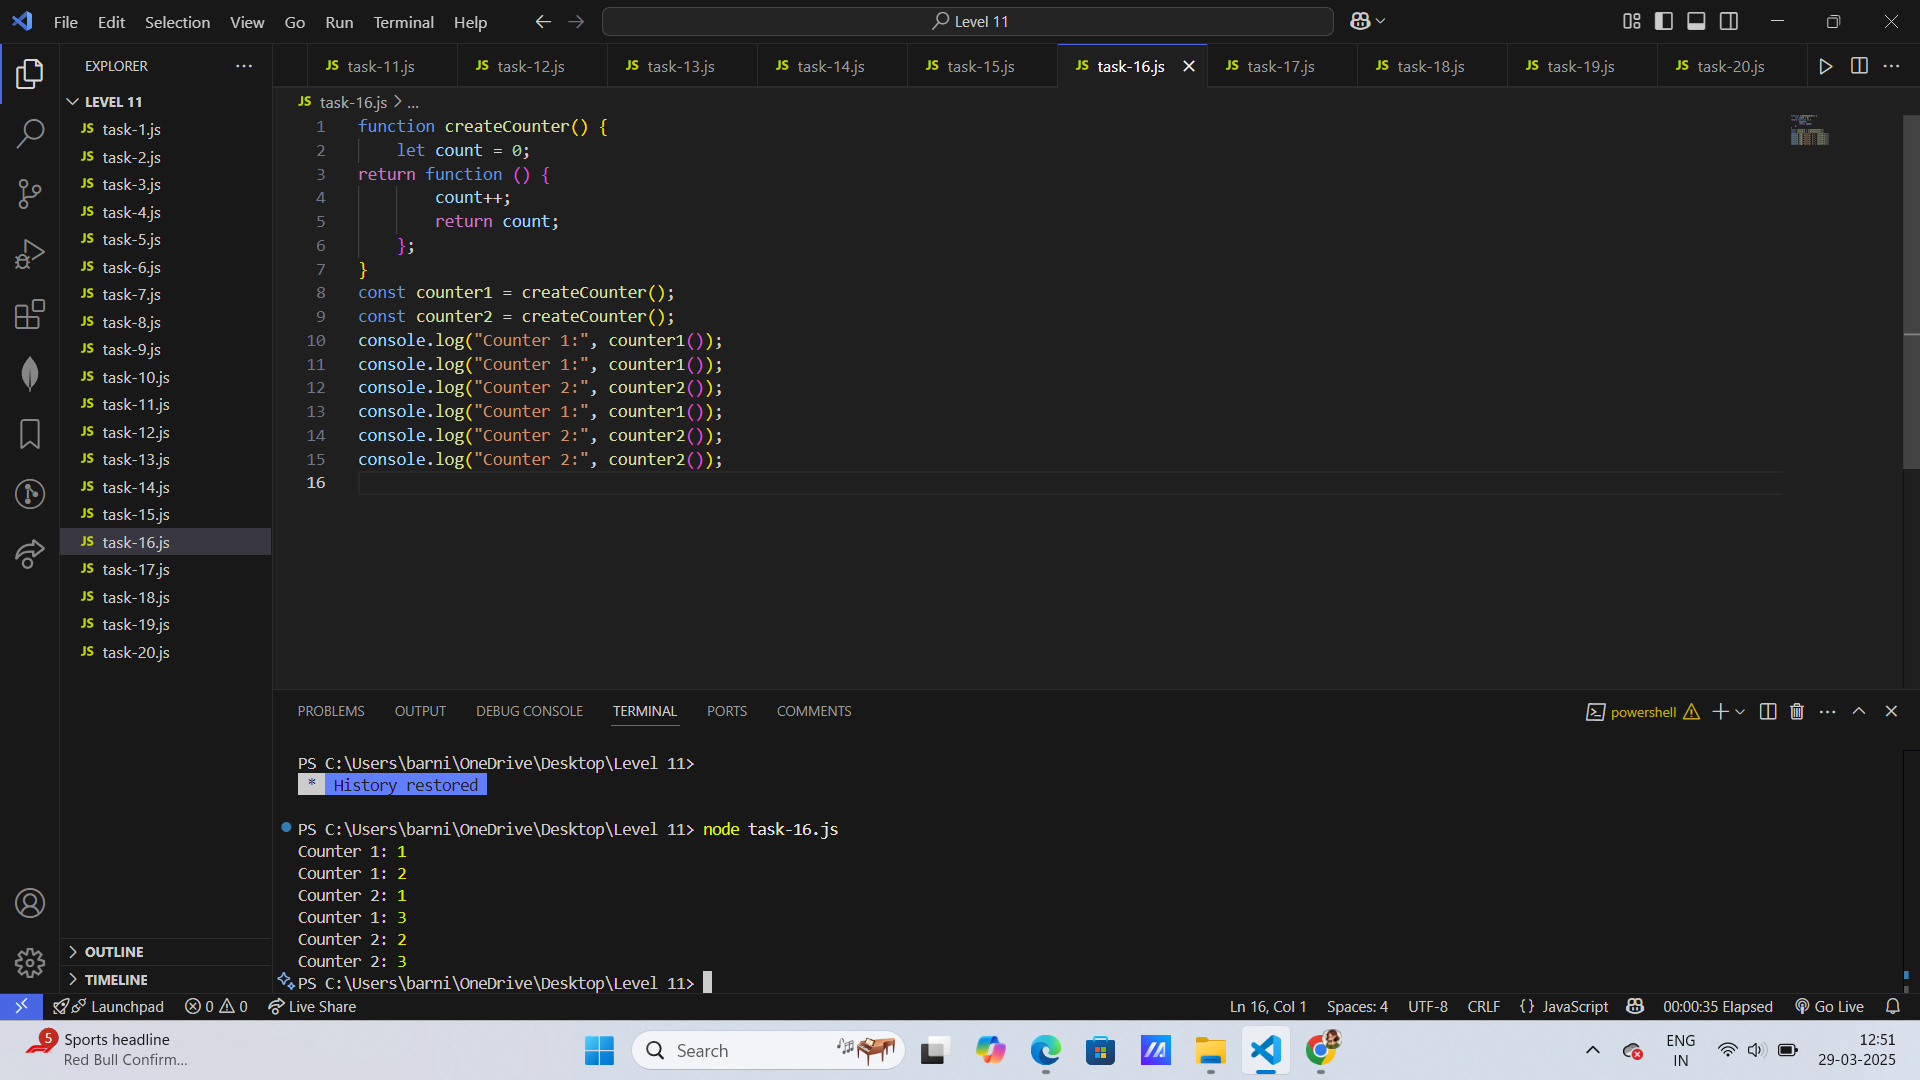 File Edit Selection View Go Run Terminal Help
Level 11
EXPLORER
LEVEL 11
JS task-1.js
JS task-2.js
JS task-3.js
JS task-4.js
JS task-5.js
JS task-6.js
JS task-7.js
JS task-8.js
JS task-9.js
JS task-10.js
JS task-11.js
JS task-12.js
JS task-13.js
JS task-14.js
JS task-15.js
JS task-16.js
JS task-17.js
JS task-18.js
JS task-19.js
JS task-20.js
OUTLINE
TIMELINE
JS task-11.js JS task-12.js JS task-13.js JS task-14.js JS task-15.js JS task-16.js JS task-17.js JS task-18.js JS task-19.js JS task-20.js
JS task-16.js > ...
1 function createCounter() {
2     let count = 0;
3 return function () {
4         count++;
5         return count;
6     };
7 }
8 const counter1 = createCounter();
9 const counter2 = createCounter();
10 console.log("Counter 1:", counter1());
11 console.log("Counter 1:", counter1());
12 console.log("Counter 2:", counter2());
13 console.log("Counter 1:", counter1());
14 console.log("Counter 2:", counter2());
15 console.log("Counter 2:", counter2());
16
PROBLEMS OUTPUT DEBUG CONSOLE TERMINAL PORTS COMMENTS
powershell
PS C:\Users\barni\OneDrive\Desktop\Level 11>
* History restored
PS C:\Users\barni\OneDrive\Desktop\Level 11> node task-16.js
Counter 1: 1
Counter 1: 2
Counter 2: 1
Counter 1: 3
Counter 2: 2
Counter 2: 3
PS C:\Users\barni\OneDrive\Desktop\Level 11>
Launchpad 0 0 Live Share
Ln 16, Col 1 Spaces: 4 UTF-8 CRLF {} JavaScript 00:00:35 Elapsed Go Live
5
Sports headline
Red Bull Confirm...
Search
ENG
IN
12:51
29-03-2025